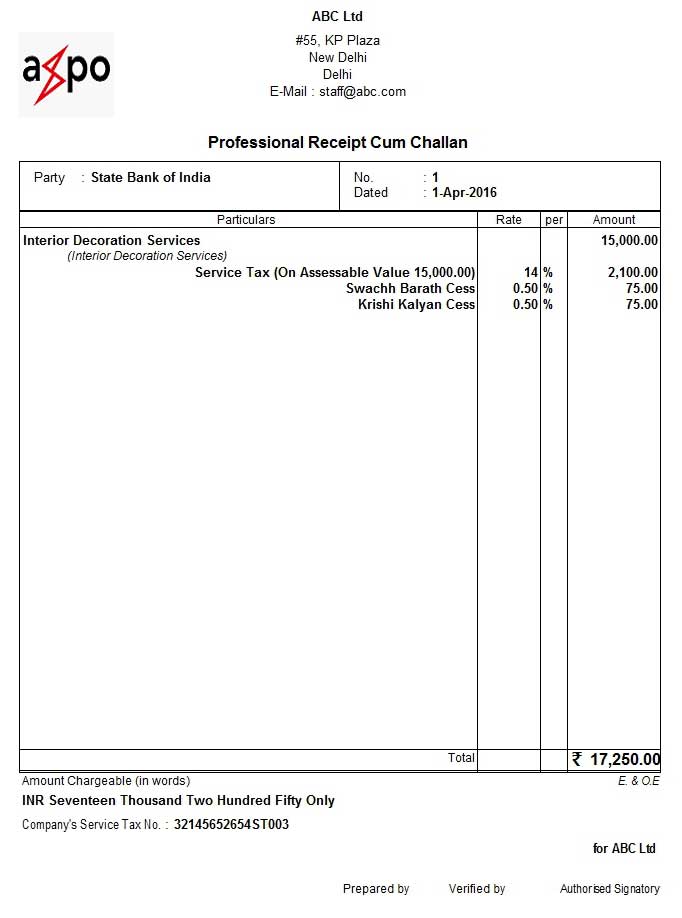 ABC Ltd
#55, KP Plaza
New Delhi
Delhi
E-Mail : staff@abc.com
Professional Receipt Cum Challan
Party : State Bank of India No. : 1
Dated : 1-Apr-2016
Particulars Rate per Amount
Interior Decoration Services 15,000.00
(Interior Decoration Services)
Service Tax (On Assessable Value 15,000.00) 14 % 2,100.00
Swachh Barath Cess 0.50 % 75.00
Krishi Kalyan Cess 0.50 % 75.00
Total ₹ 17,250.00
Amount Chargeable (in words) E. & O.E
INR Seventeen Thousand Two Hundred Fifty Only
Company's Service Tax No. : 32145652654ST003
for ABC Ltd
Prepared by Verified by Authorised Signatory